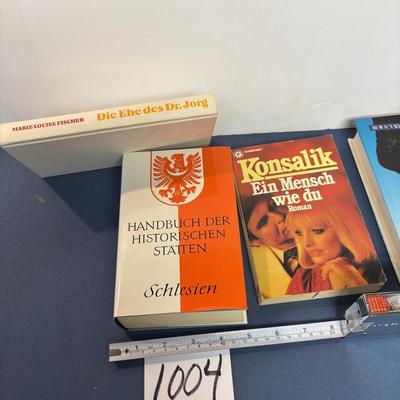 MARIE LOUISE FISCHER Die Ehe des Dr. Jorg
HANDBUCH DER
HISTORISCHEN
STÄTTEN
Schlesien
Konsalik
Ein Mensch
wie du
Roman
1004